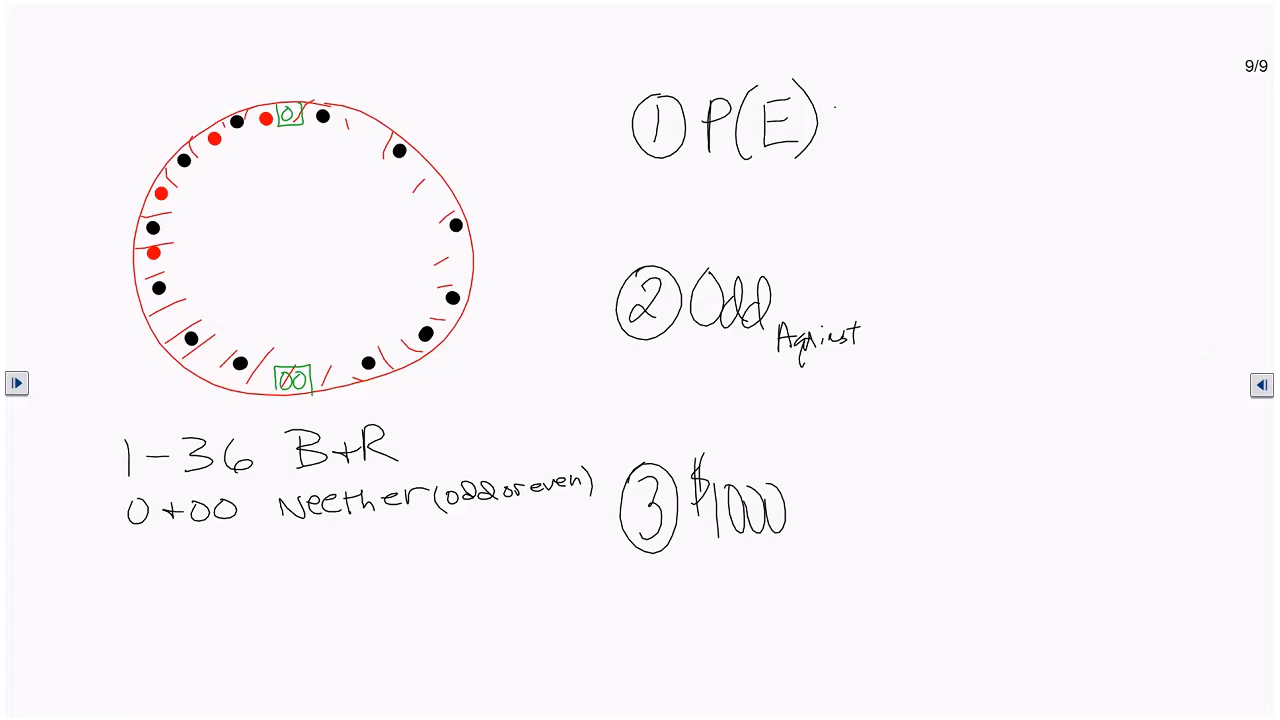 9/9
0
00
1-36 B+R
0+00 Neether (odd or even)
① P(E)
② Odd Against
③ $1000